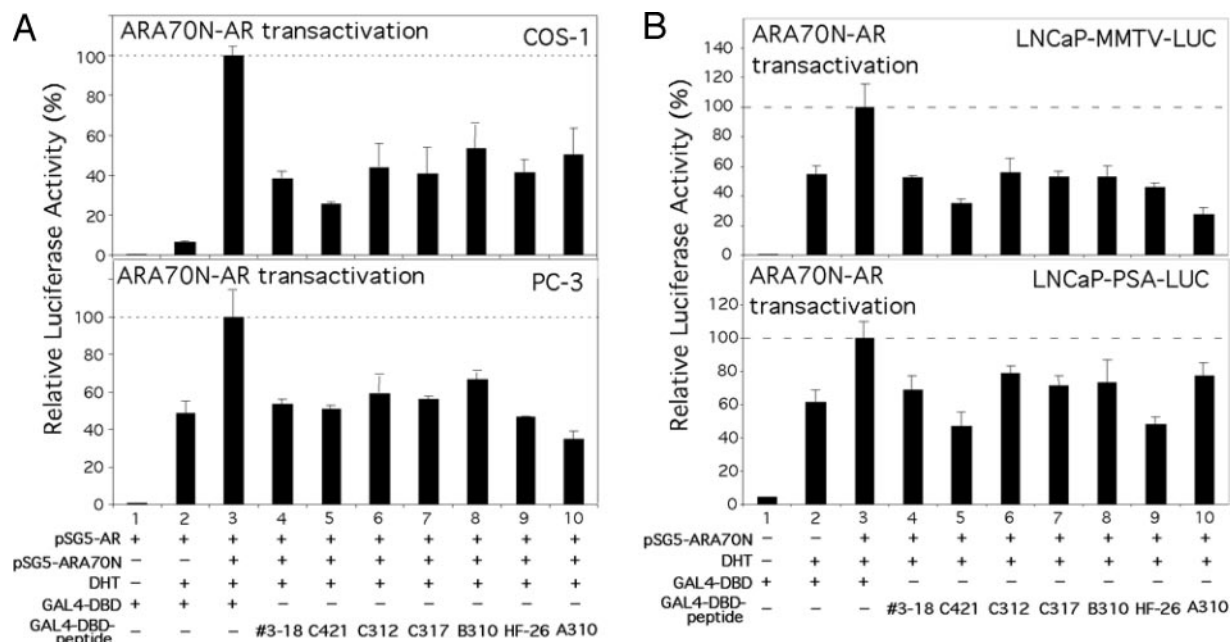 A
ARA70N-AR transactivation
COS-1
100
80
60
40
20
0
ARA70N-AR transactivation
PC-3
100
80
60
40
20
0
Relative Luciferase Activity (%)
1 2 3 4 5 6 7 8 9 10
pSG5-AR + + + + + + + + + +
pSG5-ARA70N − − + + + + + + + +
DHT − + + + + + + + + +
GAL4-DBD + + + − − − − − − −
GAL4-DBD-peptide #3-18 C421 C312 C317 B310 HF-26 A310
B
ARA70N-AR
transactivation
LNCaP-MMTV-LUC
140
120
100
80
60
40
20
0
ARA70N-AR
transactivation
LNCaP-PSA-LUC
120
100
80
60
40
20
0
Relative Luciferase Activity (%)
1 2 3 4 5 6 7 8 9 10
pSG5-ARA70N − − + + + + + + + +
DHT − + + + + + + + + +
GAL4-DBD + + + − − − − − − −
GAL4-DBD-peptide #3-18 C421 C312 C317 B310 HF-26 A310